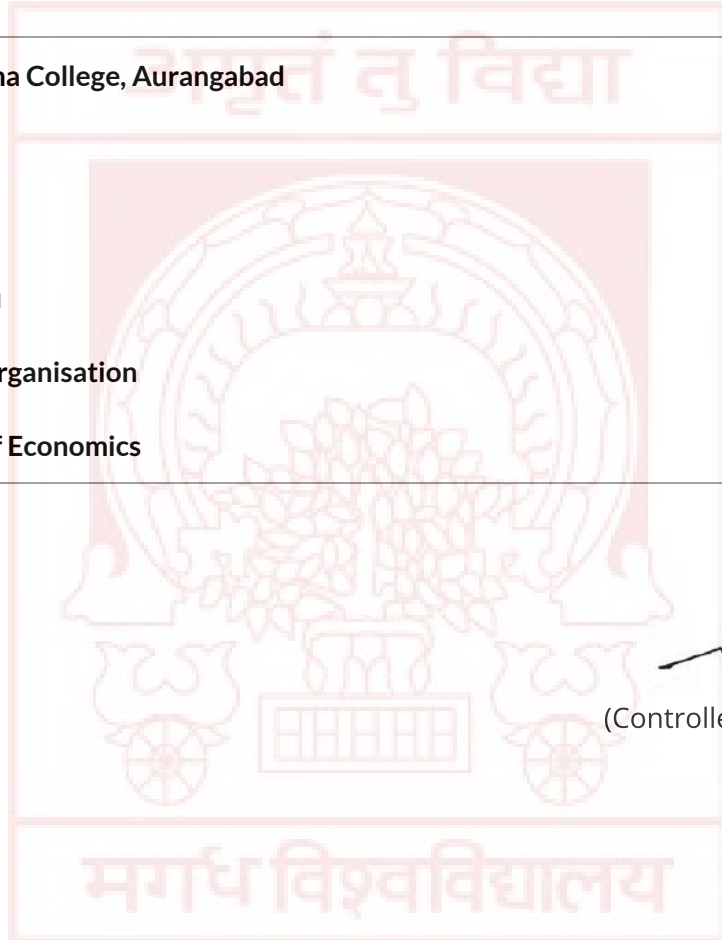 अमृतं तु विद्या
na College, Aurangabad
rganisation
f Economics
(Controlle
मगध विश्वविद्यालय